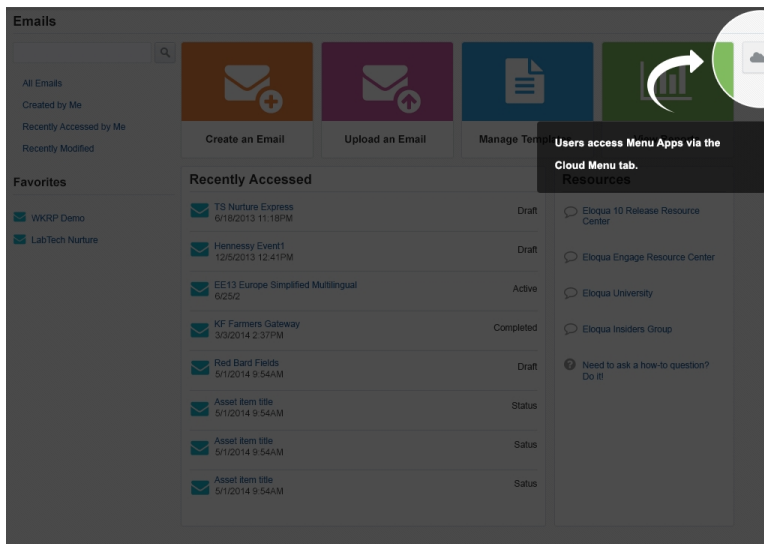 Emails
All Emails
Created by Me
Recently Accessed by Me
Recently Modified
Favorites
WKRP Demo
LabTech Nurture
Create an Email
Upload an Email
Manage
Users access Menu Apps via the
Cloud Menu tab.
Recently Accessed
TS Nurture Express
6/18/2013 11:18PM
Draft
Hennessy Event1
12/5/2013 12:41PM
Draft
EE13 Europe Simplified Multilingual
6/25/2
Active
KF Farmers Gateway
3/3/2014 2:37PM
Completed
Red Bard Fields
5/1/2014 9:54AM
Draft
Asset item title
5/1/2014 9:54AM
Status
Asset item title
5/1/2014 9:54AM
Satus
Asset item title
5/1/2014 9:54AM
Satus
Resources
Eloqua 10 Release Resource
Center
Eloqua Engage Resource Center
Eloqua University
Eloqua Insiders Group
Need to ask a how-to question?
Do it!